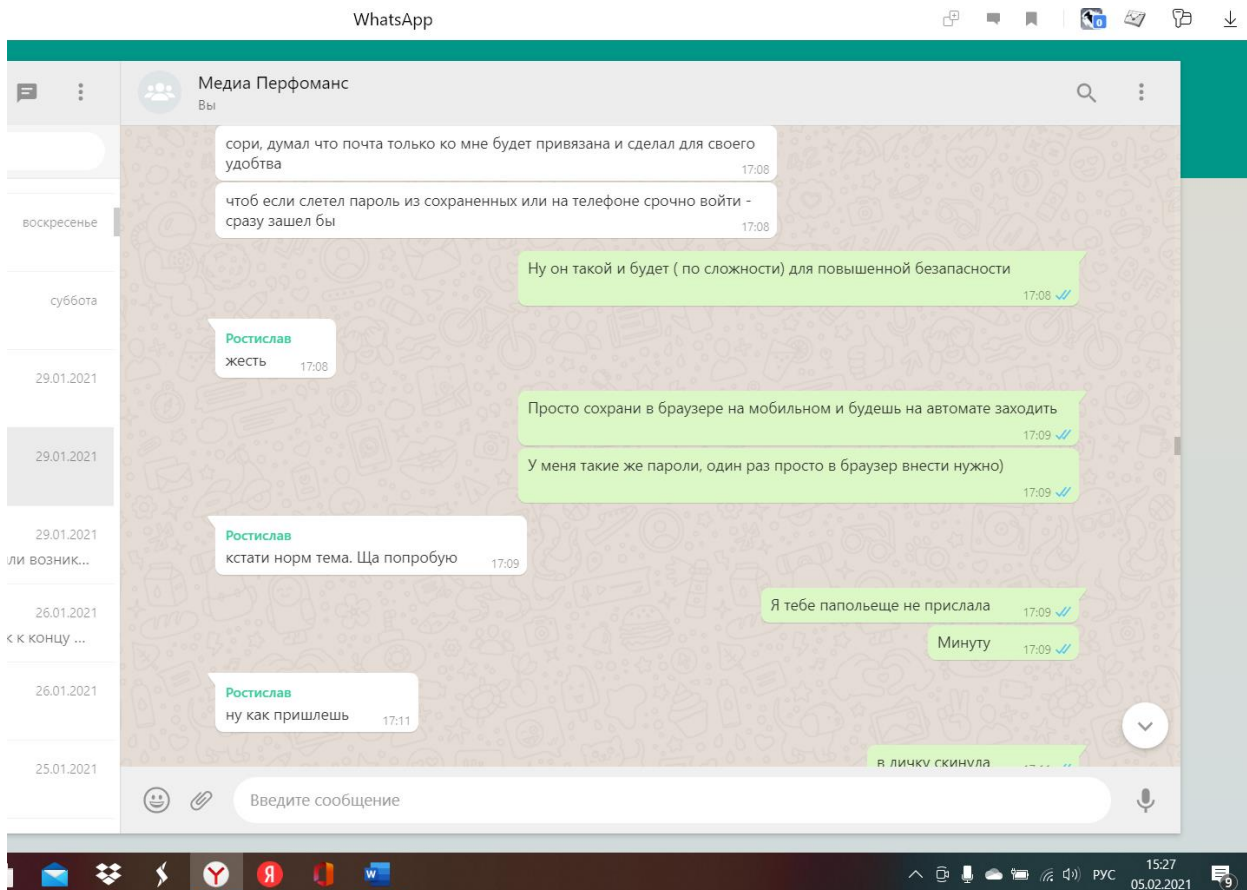 WhatsApp
0
Медиа Перфоманс
Вы
сори, думал что почта только ко мне будет привязана и сделал для своего
удобтва
17:08
чтоб если слетел пароль из сохраненных или на телефоне срочно войти -
сразу зашел бы
17:08
воскресенье
Ну он такой и будет ( по сложности) для повышенной безапасности
17:08
суббота
Ростислав
жесть 17:08
29.01.2021
Просто сохрани в браузере на мобильном и будешь на автомате заходить
17:09
29.01.2021
У меня такие же пароли, один раз просто в браузер внести нужно)
17:09
29.01.2021
ли возник...
Ростислав
кстати норм тема. Ща попробую 17:09
Я тебе папольеще не прислала 17:09
26.01.2021
к к концу ...
Минуту 17:09
26.01.2021
Ростислав
ну как пришлешь 17:11
в личку скинула
25.01.2021
Введите сообщение
РУС
15:27
05.02.2021
9